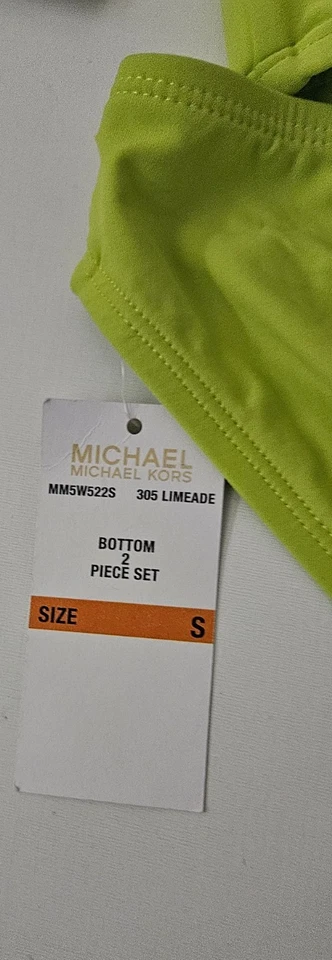 MICHAEL
MICHAEL KORS
MM5W522S 305 LIMEADE
BOTTOM
2
PIECE SET
SIZE S